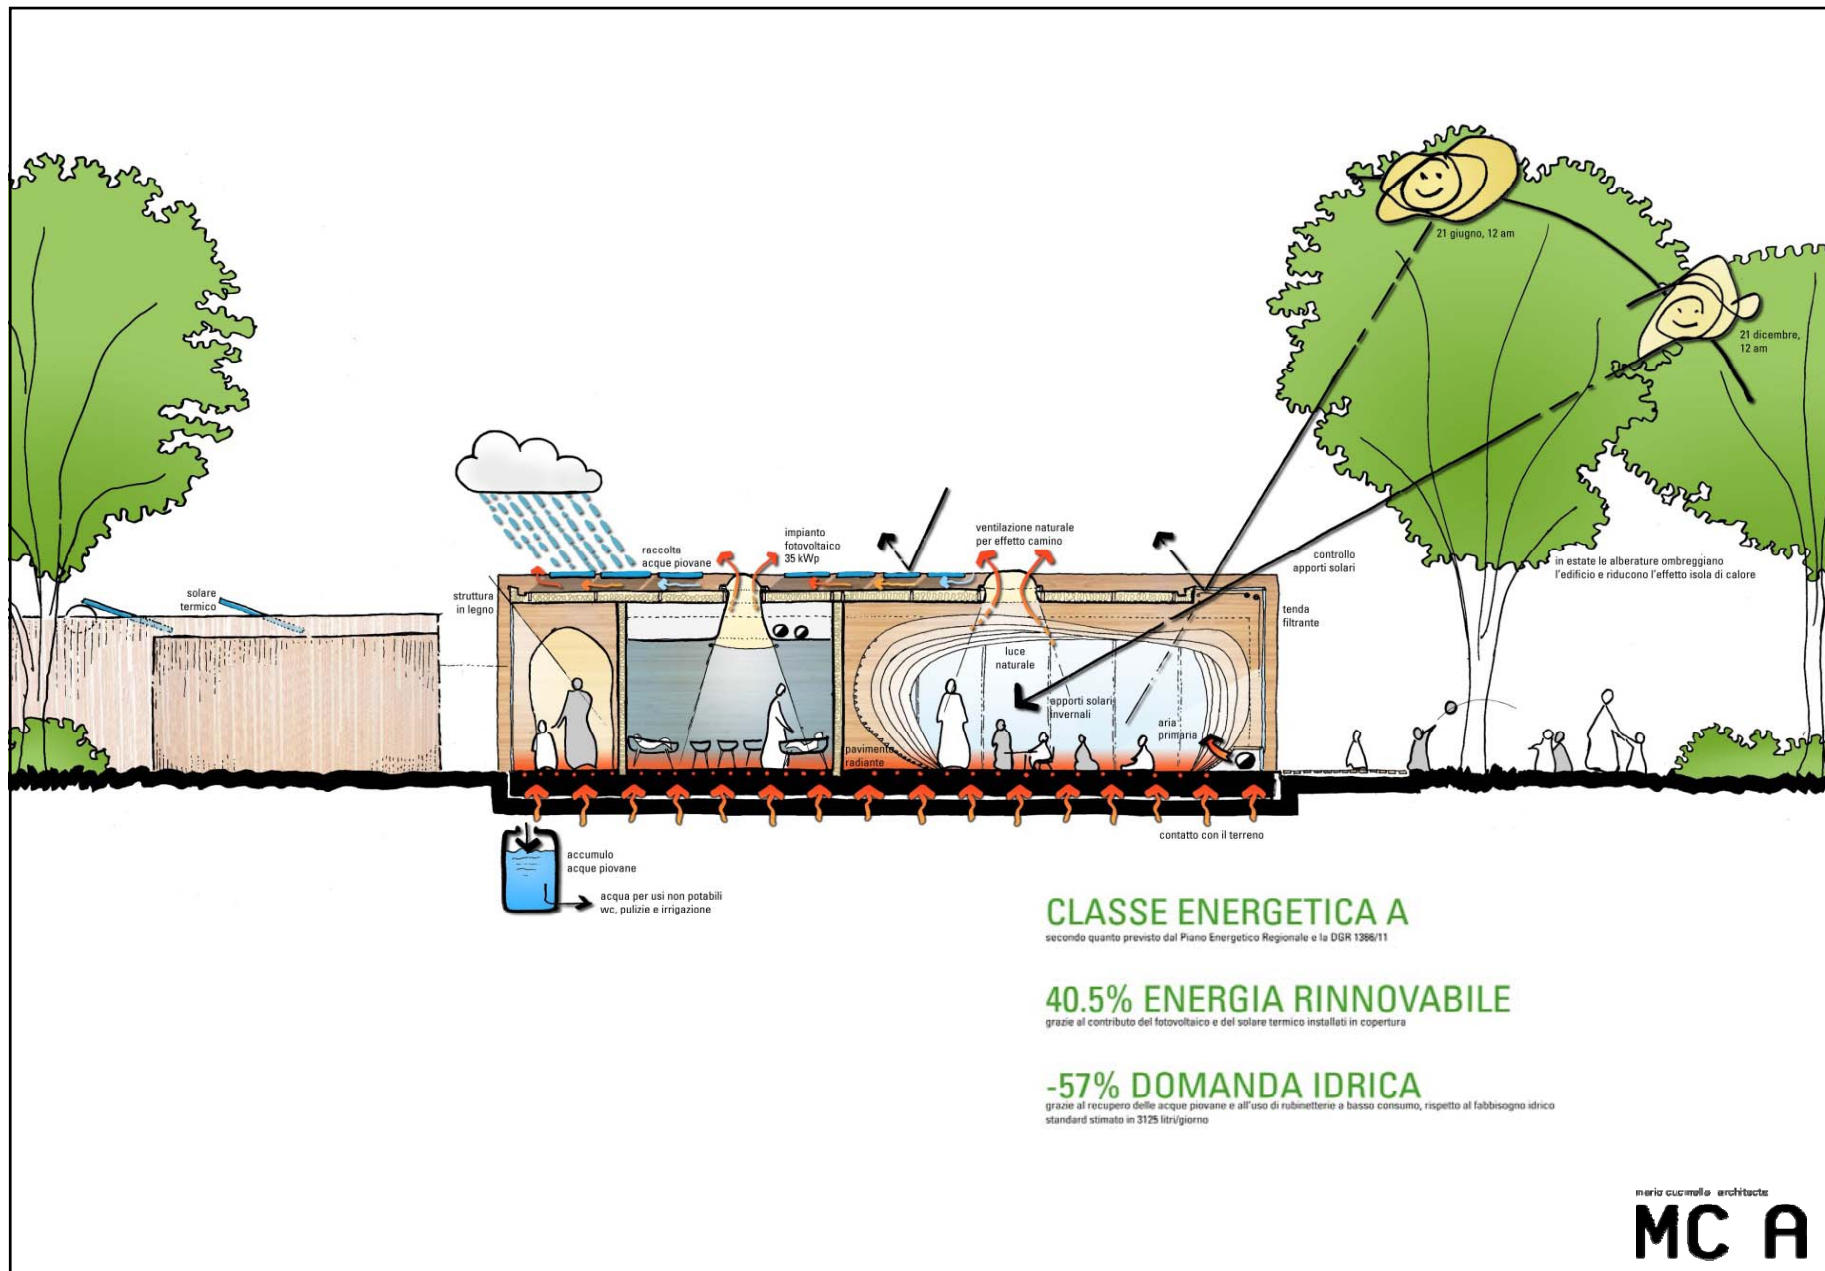 21 giugno, 12 am
21 dicembre,
12 am
impianto
fotovoltaico
35 kWp
ventilazione naturale
per effetto camino
raccolta
acque piovane
controllo
apporti solari
in estate le alberature ombreggiano
l'edificio e riducono l'effetto isola di calore
solare
termico
struttura
in legno
tenda
filtrante
luce
naturale
apporti solari
invernali
aria
primaria
pavimento
radiante
contatto con il terreno
accumulo
acque piovane
acqua per usi non potabili
wc, pulizie e irrigazione
CLASSE ENERGETICA A
secondo quanto previsto dal Piano Energetico Regionale e la DGR 1366/11
40.5% ENERGIA RINNOVABILE
grazie al contributo del fotovoltaico e del solare termico installati in copertura
-57% DOMANDA IDRICA
grazie al recupero delle acque piovane e all'uso di rubinetterie a basso consumo, rispetto al fabbisogno idrico
standard stimato in 3125 litri/giorno
mario cucinella architects
MC A